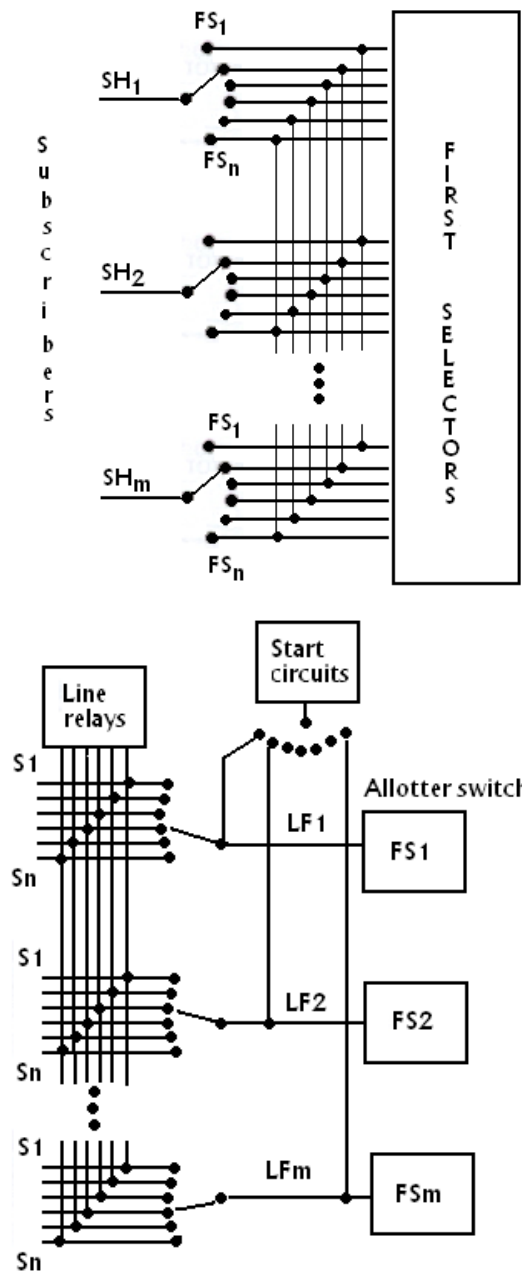 FS1
SH1
FSn
Subscribers
FIRST SELECTORS
SH2
FS1
SHm
FSn
Start
circuits
Line
relays
S1
Allotter switch
LF1
FS1
Sn
S1
LF2
FS2
Sn
S1
LFm
FSm
Sn